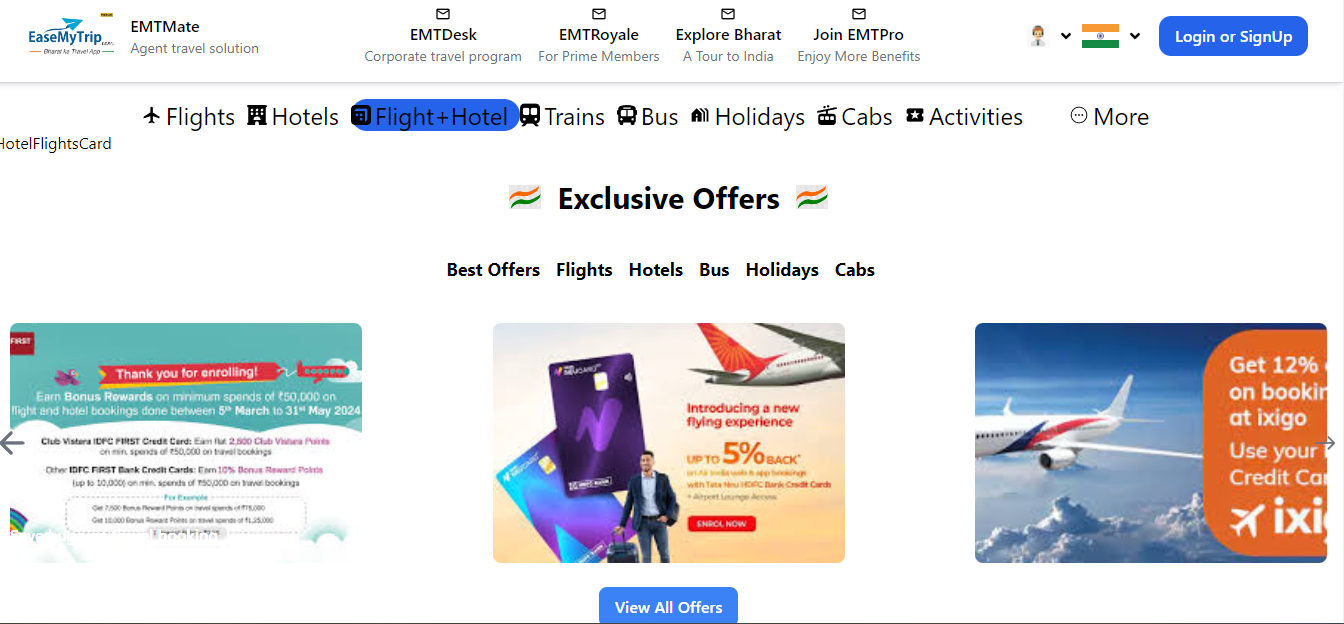 EaseMyTrip.com
Bharat ka Travel App
EMTMate
Agent travel solution
EMTDesk
Corporate travel program
EMTRoyale
For Prime Members
Explore Bharat
A Tour to India
Join EMTPro
Enjoy More Benefits
Login or SignUp
Flights
Hotels
Flight+Hotel
Trains
Bus
Holidays
Cabs
Activities
More
HotelFlightsCard
Exclusive Offers
Best Offers
Flights
Hotels
Bus
Holidays
Cabs
FIRST
Thank you for enrolling!
Earn Bonus Rewards on minimum spends of ₹50,000 on
flight and hotel bookings done between 5th March to 31st May 2024
Club Vistara IDFC FIRST Credit Card: Earn flat 2,500 Club Vistara Points
on min. spends of ₹50,000 on travel bookings
Other IDFC FIRST Bank Credit Cards: Earn 10% Bonus Reward Points
(up to 10,000) on min. spends of ₹50,000 on travel bookings
For Example
Get 7,500 Bonus Reward Points on travel spends of ₹75,000
Get 10,000 Bonus Reward Points on travel spends of ₹1,25,000
booking
Introducing a new
flying experience
UP TO 5% BACK*
on Air India web & app bookings
with Tata Neu HDFC Bank Credit Cards
+ Airport Lounge Access
ENROL NOW
Get 12%
on bookin
at ixigo
Use your
Credit Car
ixig
View All Offers